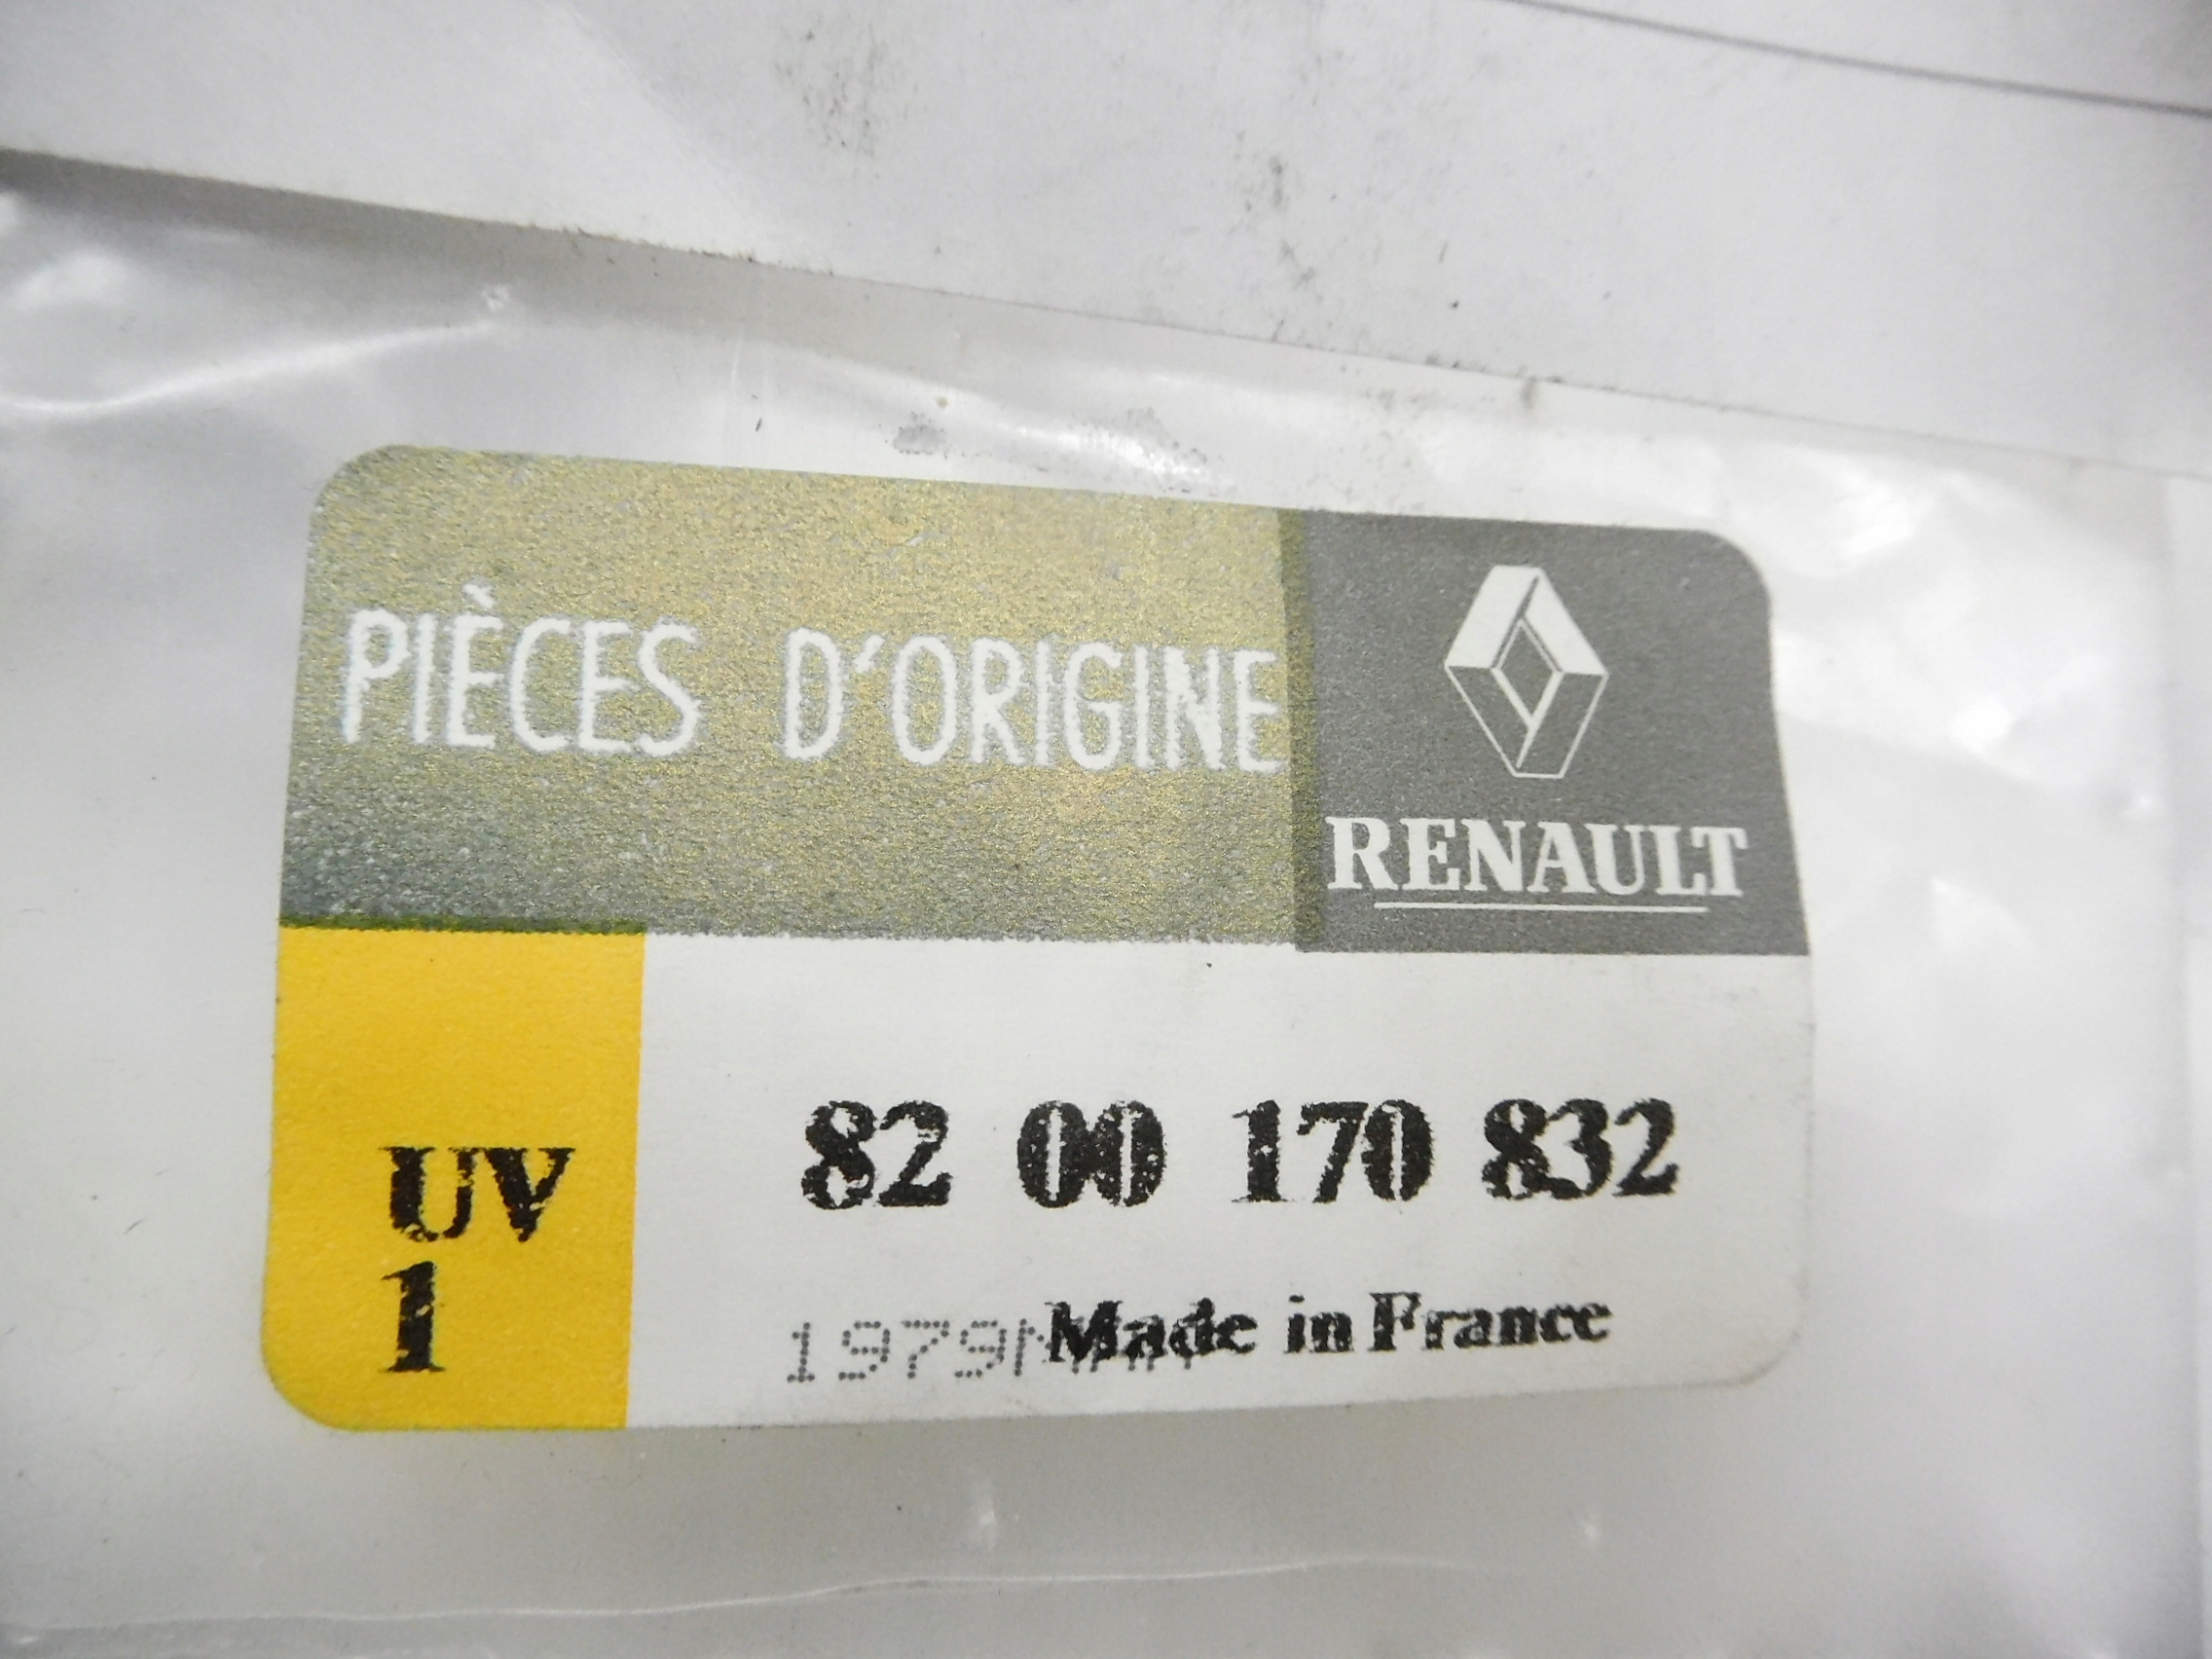 PIÈCES D'ORIGINE
RENAULT
UV
1
82 00 170 832
Made in France